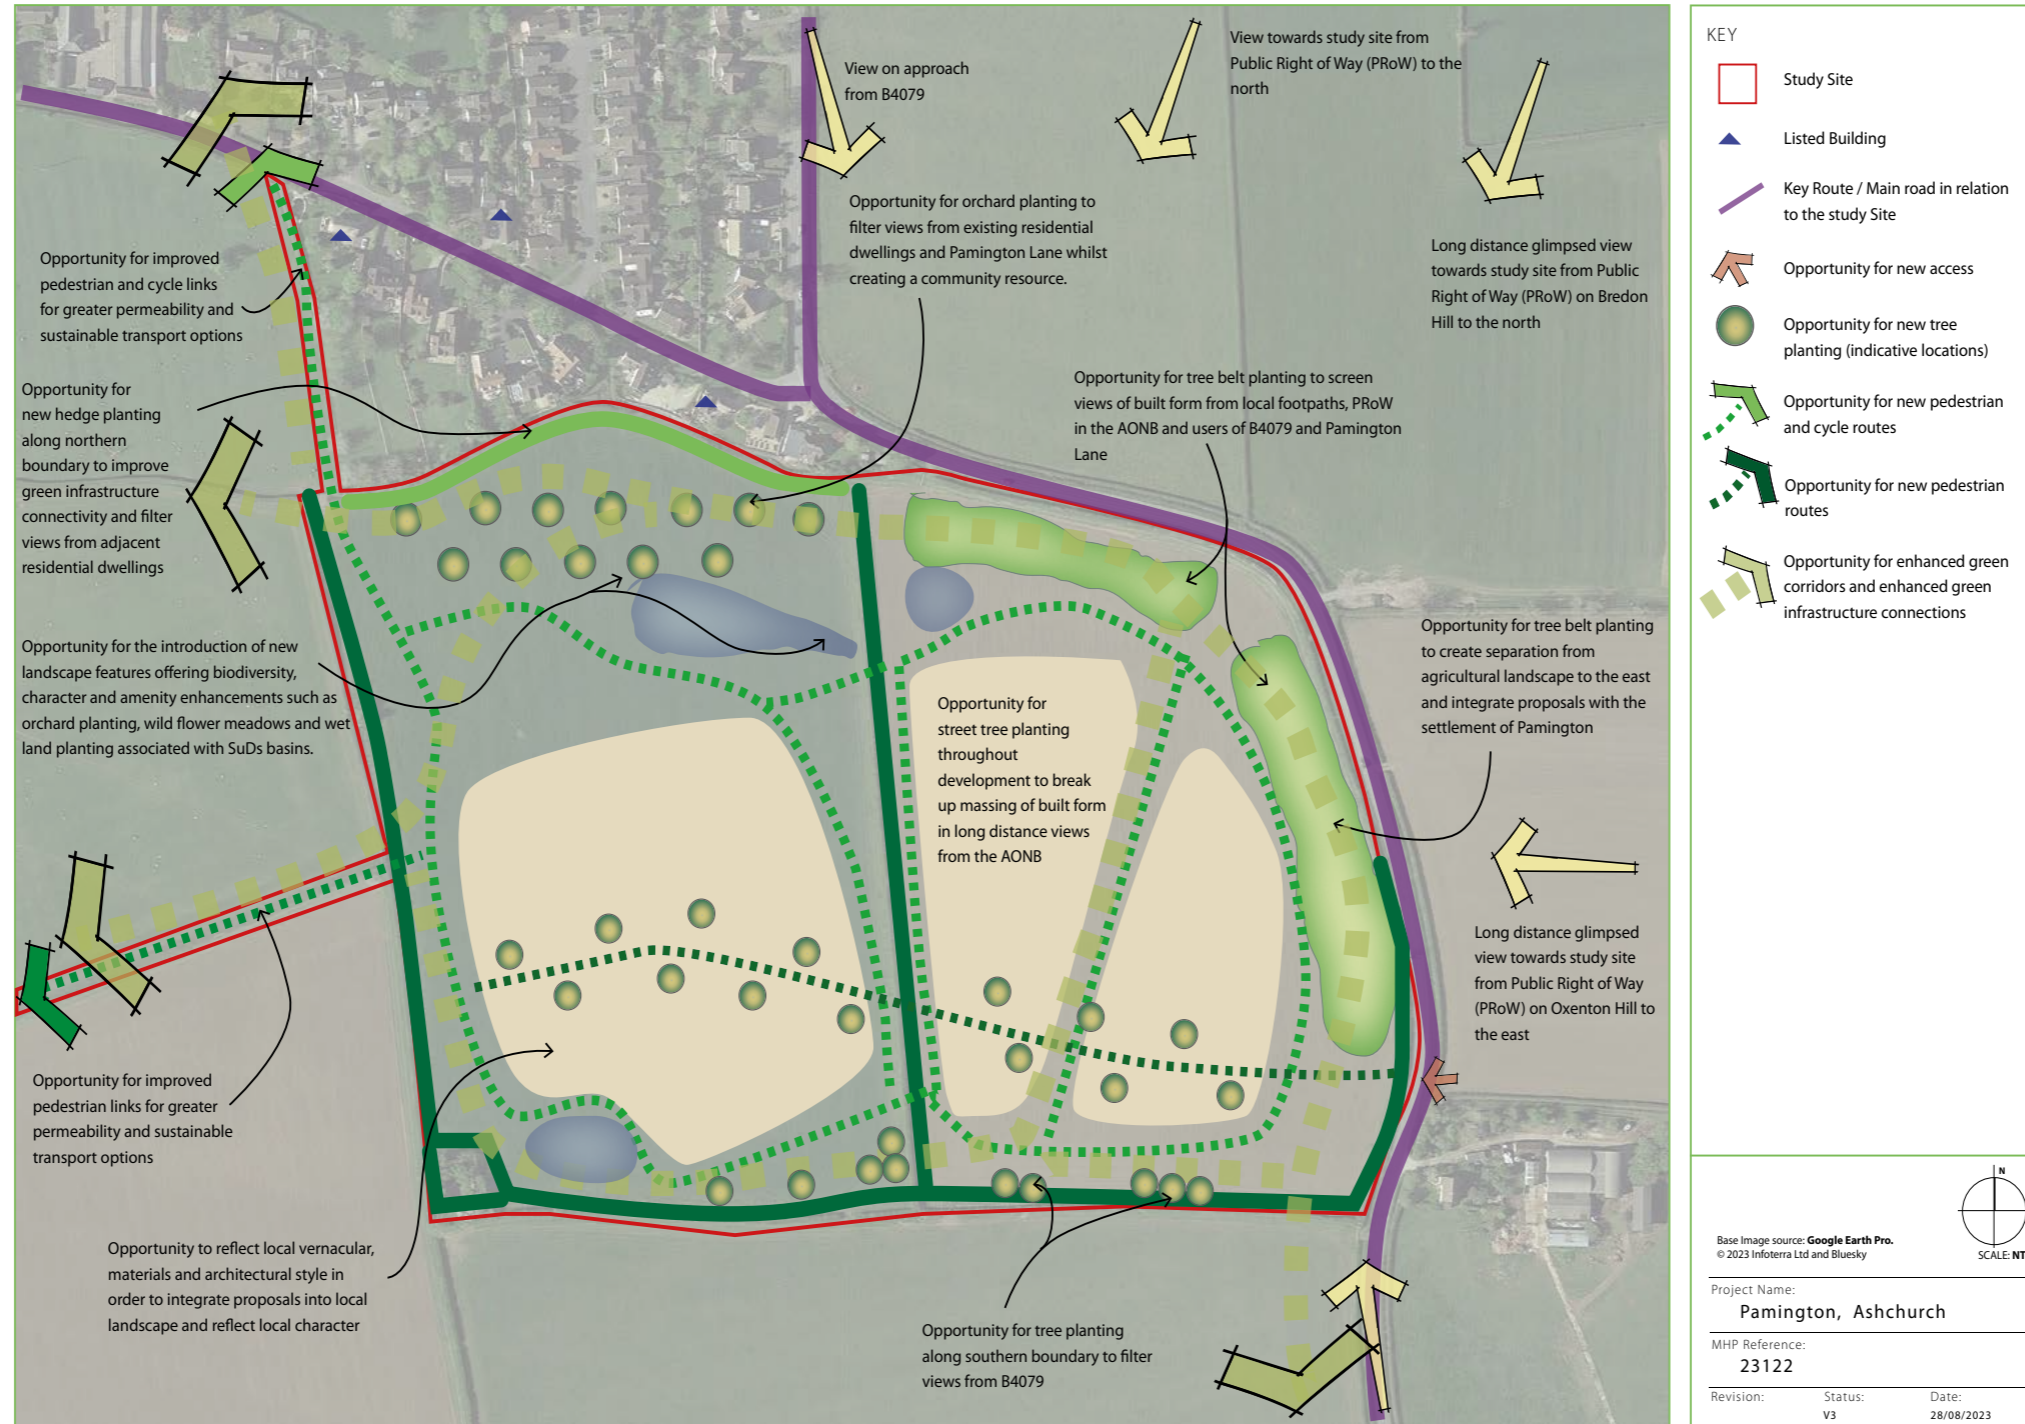 View on approach
from B4079
View towards study site from
Public Right of Way (PRoW) to the
north
Opportunity for orchard planting to
filter views from existing residential
dwellings and Pamington Lane whilst
creating a community resource.
Long distance glimpsed view
towards study site from Public
Right of Way (PRoW) on Bredon
Hill to the north
Opportunity for improved
pedestrian and cycle links
for greater permeability and
sustainable transport options
Opportunity for
new hedge planting
along northern
boundary to improve
green infrastructure
connectivity and filter
views from adjacent
residential dwellings
Opportunity for tree belt planting to screen
views of built form from local footpaths, PRoW
in the AONB and users of B4079 and Pamington
Lane
Opportunity for the introduction of new
landscape features offering biodiversity,
character and amenity enhancements such as
orchard planting, wild flower meadows and wet
land planting associated with SuDs basins.
Opportunity for tree belt planting
to create separation from
agricultural landscape to the east
and integrate proposals with the
settlement of Pamington
Opportunity for
street tree planting
throughout
development to break
up massing of built form
in long distance views
from the AONB
Long distance glimpsed
view towards study site
from Public Right of Way
(PRoW) on Oxenton Hill to
the east
Opportunity for improved
pedestrian links for greater
permeability and sustainable
transport options
Opportunity to reflect local vernacular,
materials and architectural style in
order to integrate proposals into local
landscape and reflect local character
Opportunity for tree planting
along southern boundary to filter
views from B4079
KEY
Study Site
Listed Building
Key Route / Main road in relation
to the study Site
Opportunity for new access
Opportunity for new tree
planting (indicative locations)
Opportunity for new pedestrian
and cycle routes
Opportunity for new pedestrian
routes
Opportunity for enhanced green
corridors and enhanced green
infrastructure connections
N
Base Image source: Google Earth Pro.
© 2023 Infoterra Ltd and Bluesky
SCALE: NT
Project Name:
Pamington, Ashchurch
MHP Reference:
23122
Revision: Status: Date:
V3 28/08/2023